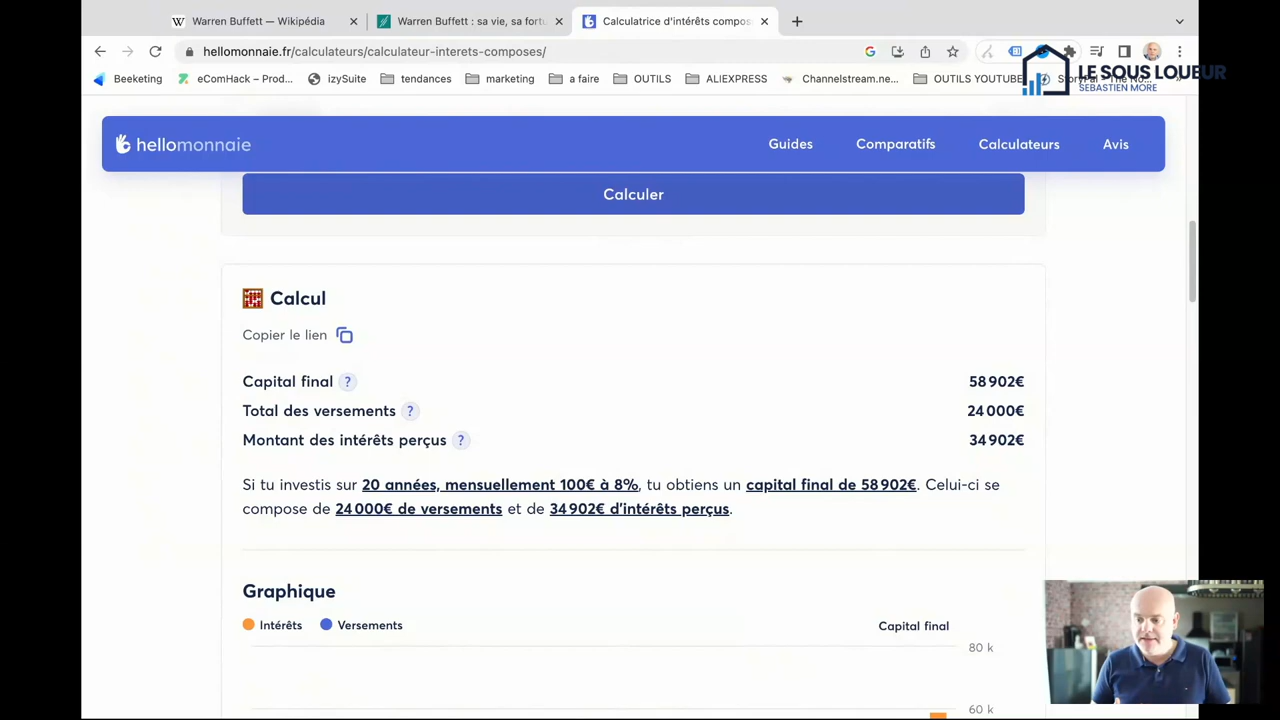 Warren Buffett — Wikipédia
Warren Buffett : sa vie, sa fortu
Calculatrice d'intérêts compos
hellomonnaie.fr/calculateurs/calculateur-interets-composes/
Beeketing
eComHack – Prod...
izySuite
tendances
mrketing
a faire
OUTILS
ALIEXPRESS
Channelstream.ne...
OUTILS YOUTUBE
LE SOUS LOUEUR
SEBASTIEN MORE
hellomonnaie
Guides
Comparatifs
Calculateurs
Avis
Calculer
Calcul
Copier le lien
Capital final ? 58 902€
Total des versements ? 24 000€
Montant des intérêts perçus ? 34 902€
Si tu investis sur 20 années, mensuellement 100€ à 8%, tu obtiens un capital final de 58 902€. Celui-ci se
compose de 24 000€ de versements et de 34 902€ d'intérêts perçus.
Graphique
Intérêts
Versements
Capital final
80 k
60 k